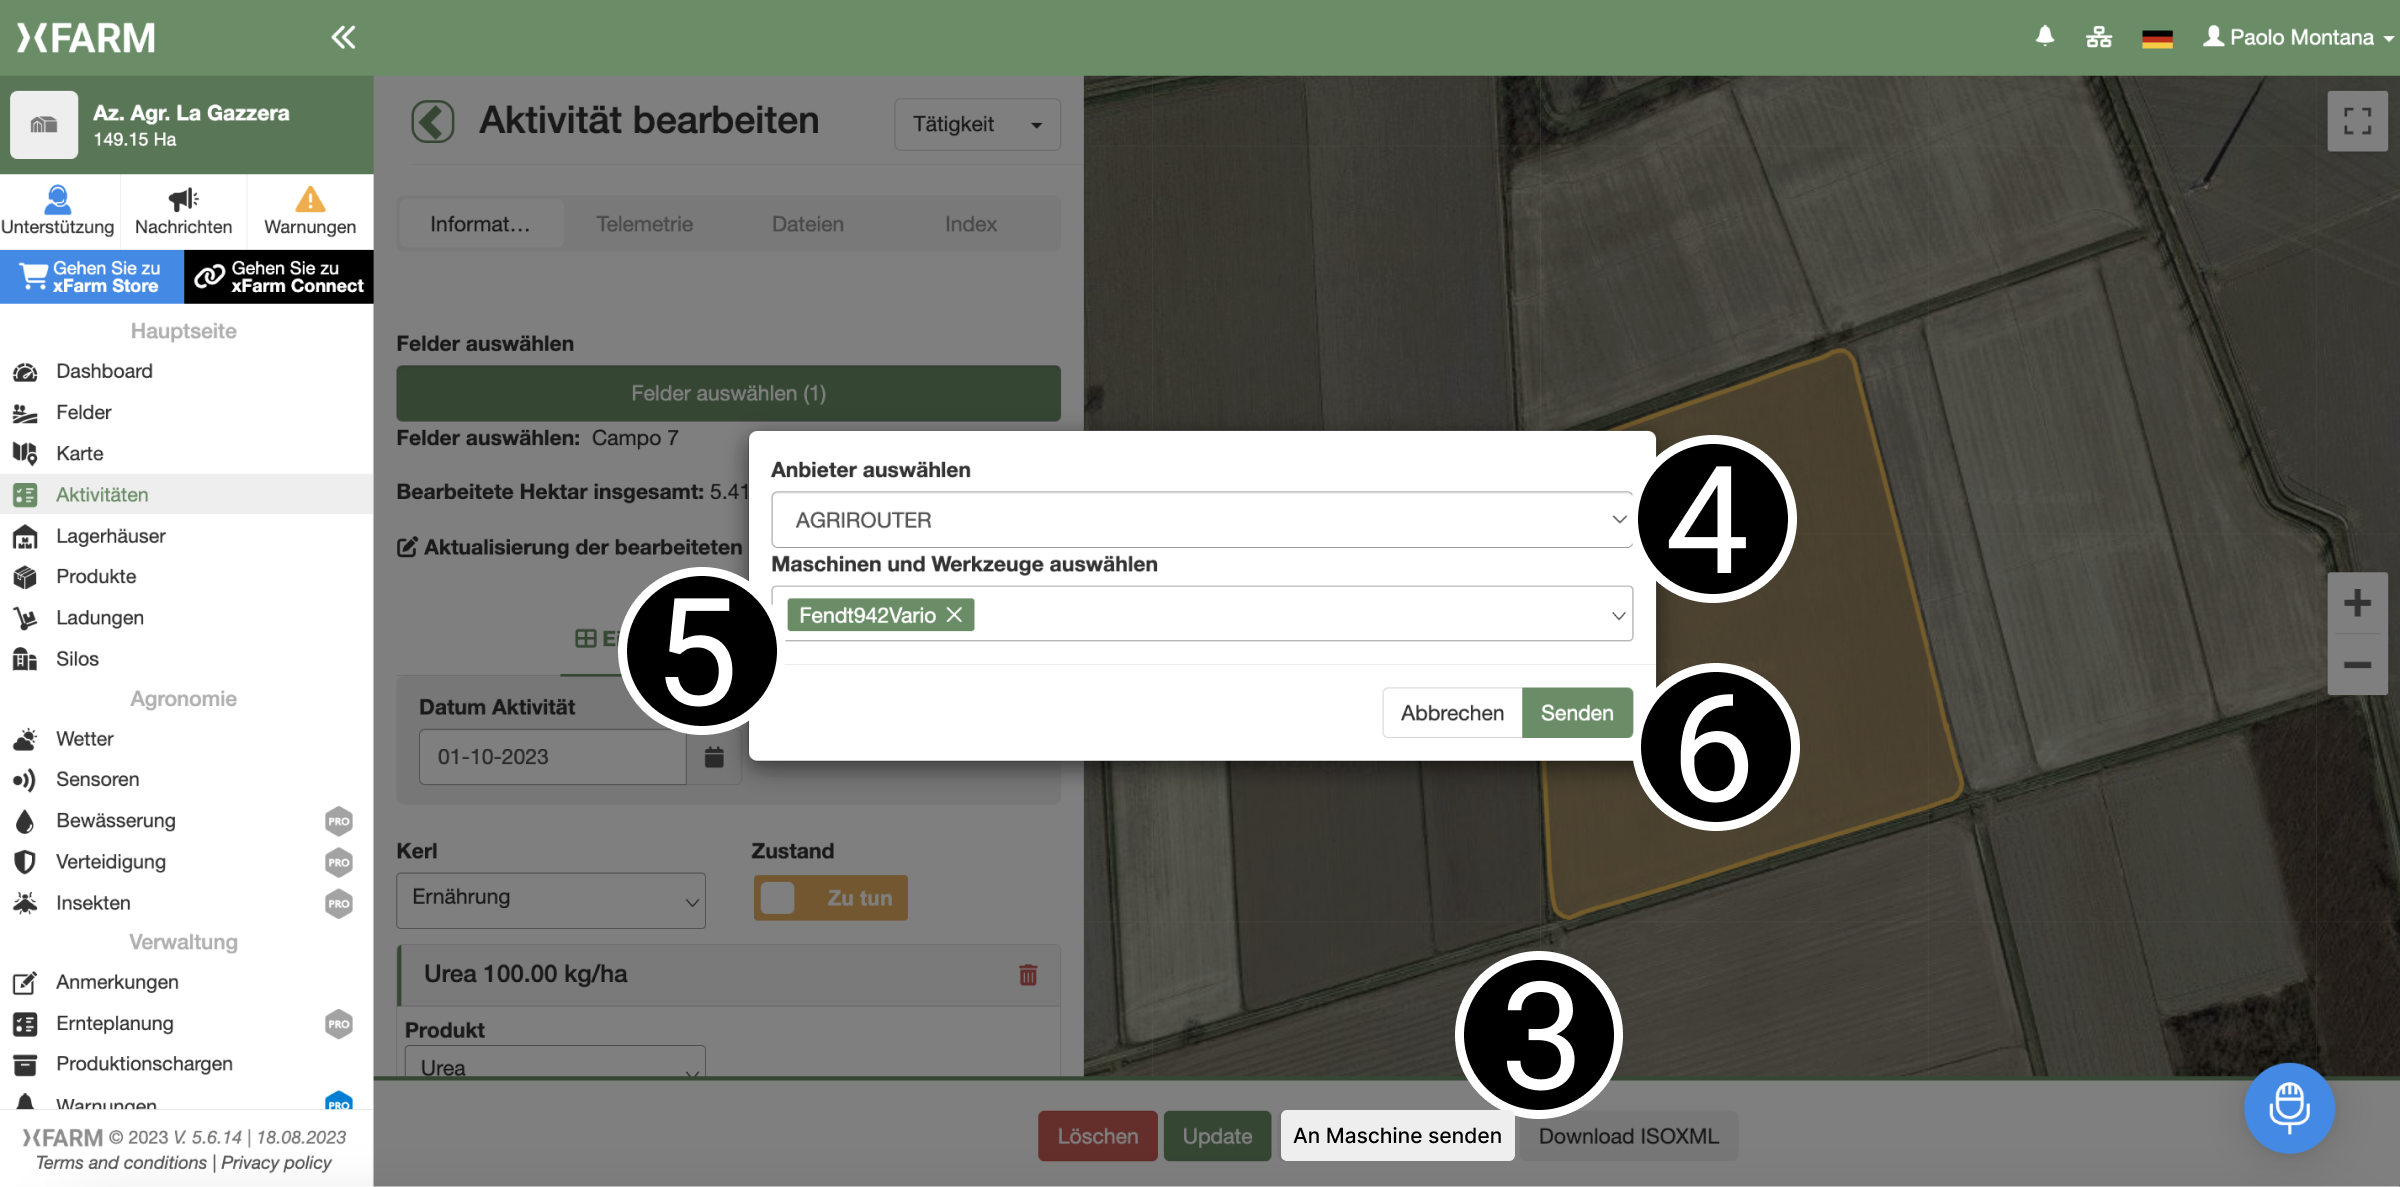 XFARM
Paolo Montana
Az. Agr. La Gazzera
149.15 Ha
Unterstützung
Nachrichten
Warnungen
Gehen Sie zu
xFarm Store
Gehen Sie zu
xFarm Connect
Hauptseite
Dashboard
Felder
Karte
Aktivitäten
Lagerhäuser
Produkte
Ladungen
Silos
Agronomie
Wetter
Sensoren
Bewässerung PRO
Verteidigung PRO
Insekten PRO
Verwaltung
Anmerkungen
Ernteplanung PRO
Produktionschargen
Warnungen PRO
XFARM © 2023 V. 5.6.14 | 18.08.2023
Terms and conditions | Privacy policy
Aktivität bearbeiten
Tätigkeit
Informat...
Telemetrie
Dateien
Index
Felder auswählen
Felder auswählen (1)
Felder auswählen: Campo 7
Bearbeitete Hektar insgesamt: 5.41
Aktualisierung der bearbeiteten
Datum Aktivität
01-10-2023
Kerl
Ernährung
Zustand
Zu tun
Urea 100.00 kg/ha
Produkt
Urea
Anbieter auswählen
AGRIROUTER
4
Maschinen und Werkzeuge auswählen
5
Fendt942Vario
Abbrechen
Senden
6
3
Löschen
Update
An Maschine senden
Download ISOXML